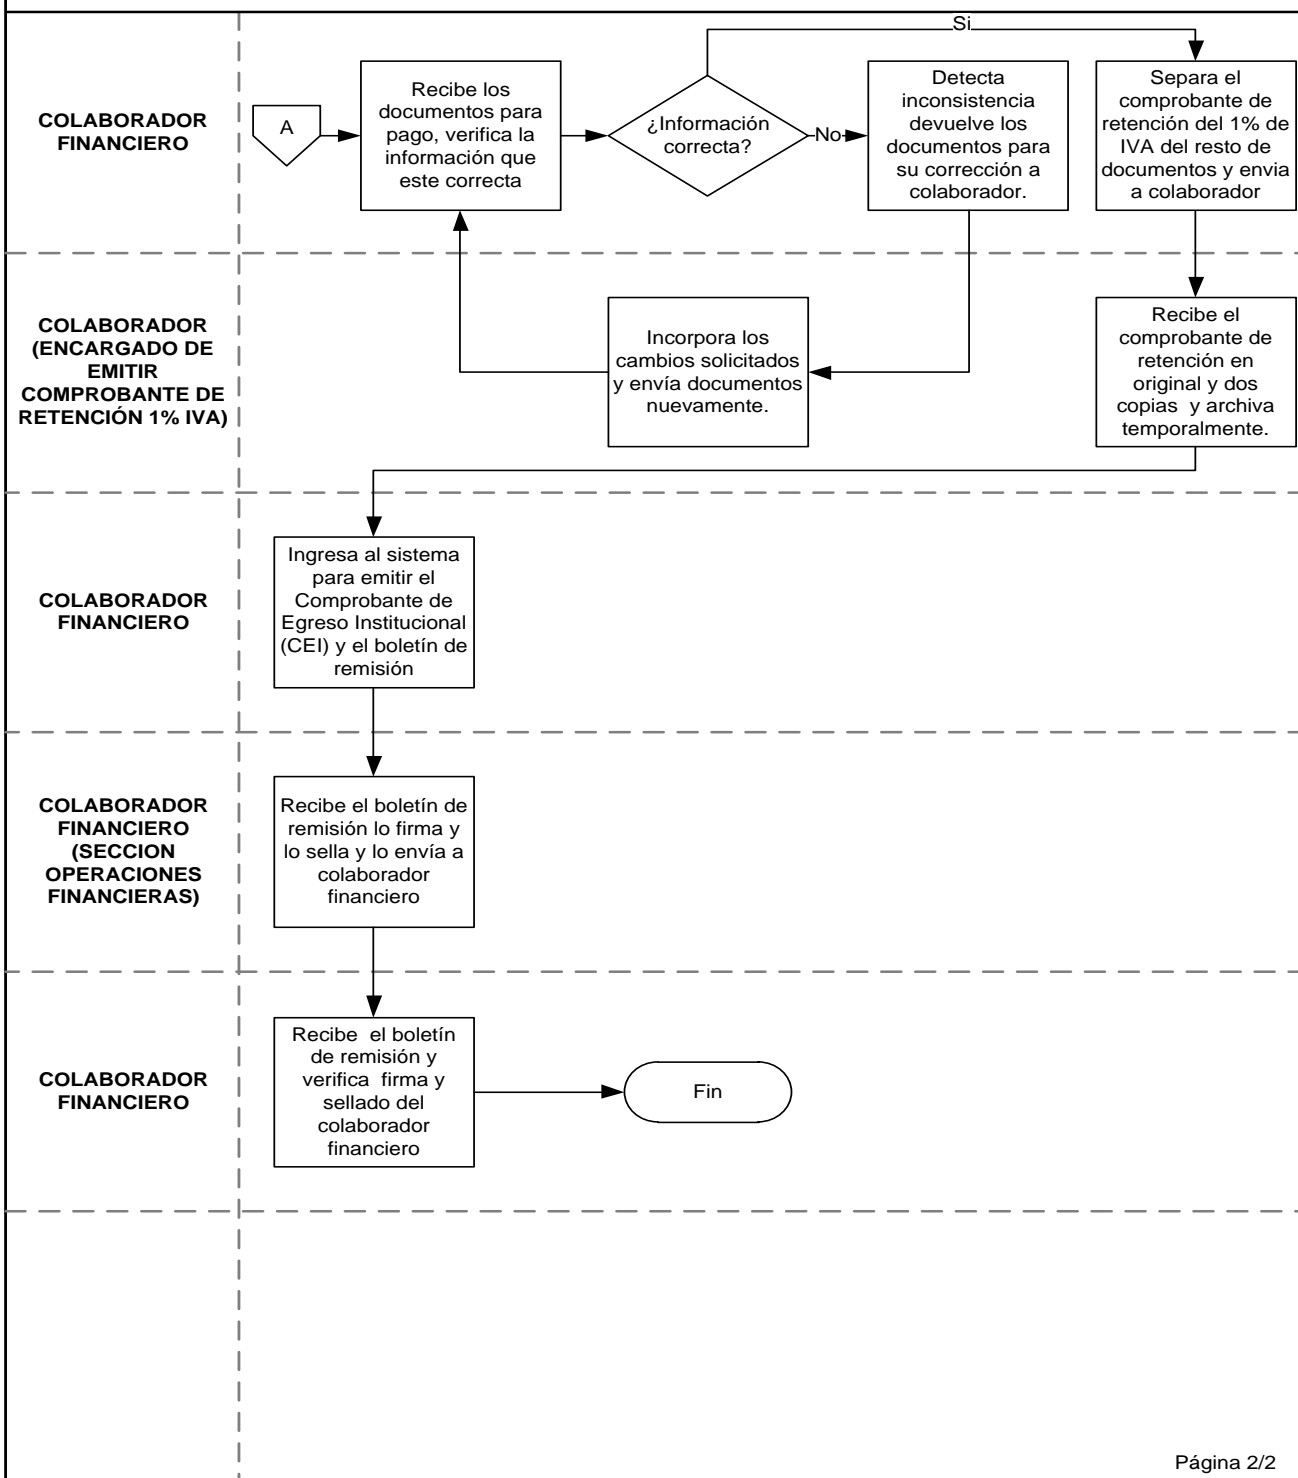 Si
COLABORADOR
FINANCIERO
A
Recibe los
documentos para
pago, verifica la
información que
este correcta
¿Información
correcta?
No
Detecta
inconsistencia
devuelve los
documentos para
su corrección a
colaborador.
Separa el
comprobante de
retención del 1% de
IVA del resto de
documentos y envia
a colaborador
COLABORADOR
(ENCARGADO DE
EMITIR
COMPROBANTE DE
RETENCIÓN 1% IVA)
Incorpora los
cambios solicitados
y envía documentos
nuevamente.
Recibe el
comprobante de
retención en
original y dos
copias y archiva
temporalmente.
COLABORADOR
FINANCIERO
Ingresa al sistema
para emitir el
Comprobante de
Egreso Institucional
(CEI) y el boletín de
remisión
COLABORADOR
FINANCIERO
(SECCION
OPERACIONES
FINANCIERAS)
Recibe el boletín de
remisión lo firma y
lo sella y lo envía a
colaborador
financiero
COLABORADOR
FINANCIERO
Recibe el boletín
de remisión y
verifica firma y
sellado del
colaborador
financiero
Fin
Página 2/2